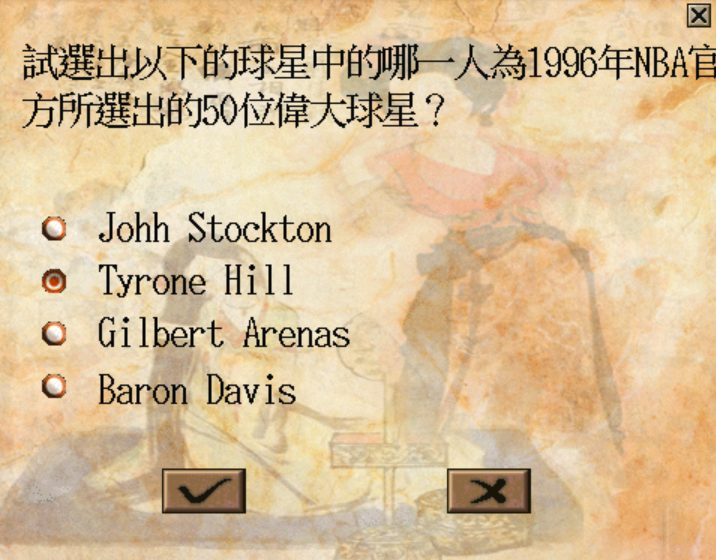 試選出以下的球星中的哪一人為1996年NBA官
方所選出的50位偉大球星？
Johh Stockton
Tyrone Hill
Gilbert Arenas
Baron Davis